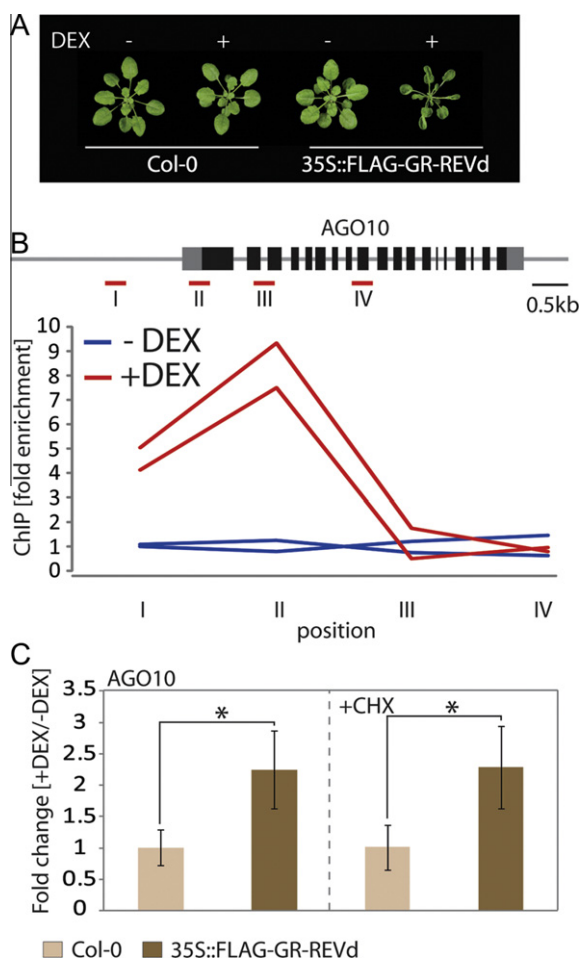 A
DEX - + - +
Col-0 35S::FLAG-GR-REVd
B
AGO10
I II III IV 0.5kb
- DEX
+DEX
ChIP [fold enrichment]
10
9
8
7
6
5
4
3
2
1
0
I II III IV
position
C
AGO10
+CHX
* *
Fold change [+DEX/-DEX]
3.5
3
2.5
2
1.5
1
0.5
0
Col-0 35S::FLAG-GR-REVd